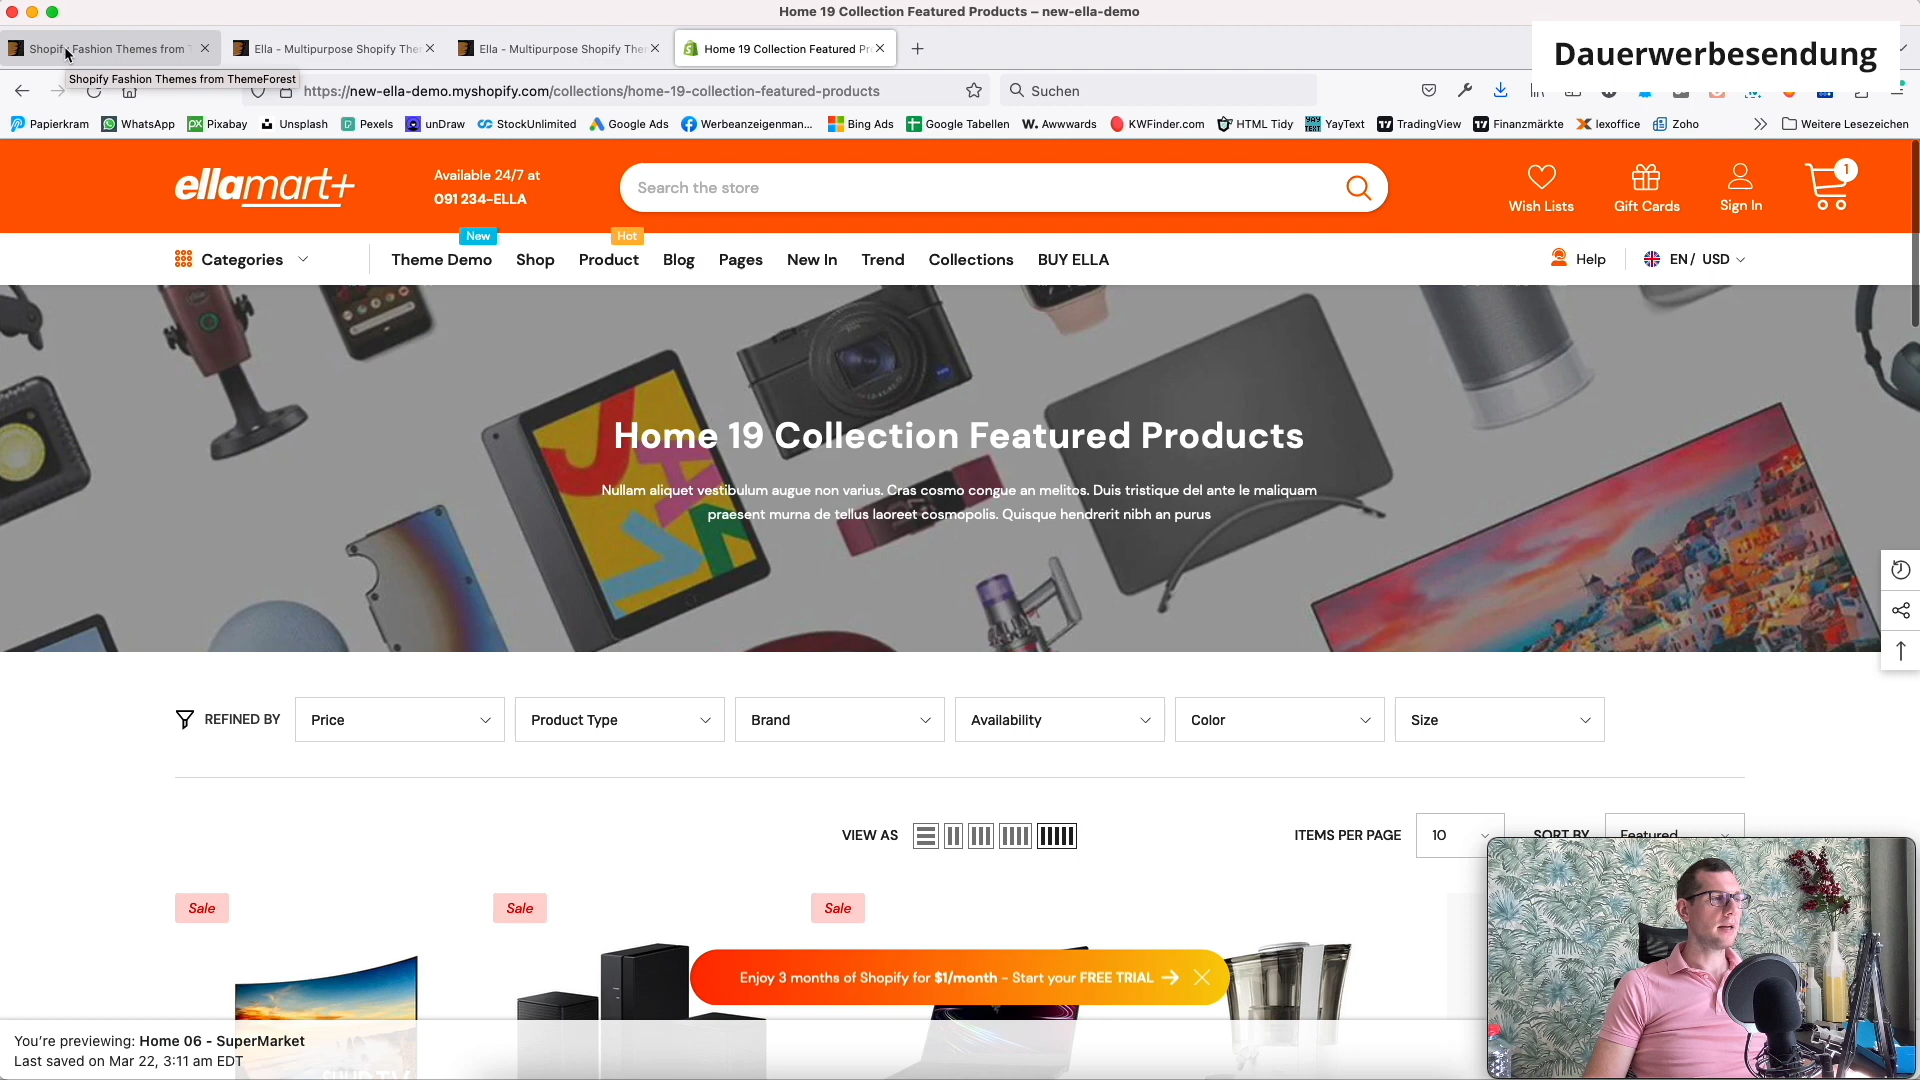 Home 19 Collection Featured Products – new-ella-demo
Shopify Fashion Themes from T
Ella - Multipurpose Shopify The
Ella - Multipurpose Shopify The
Home 19 Collection Featured Pr
Dauerwerbesendung
Shopify Fashion Themes from ThemeForest
https://new-ella-demo.myshopify.com/collections/home-19-collection-featured-products
Suchen
Papierkram
WhatsApp
Pixabay
Unsplash
Pexels
unDraw
StockUnlimited
Google Ads
Werbeanzeigenman...
Bing Ads
Google Tabellen
W. Awwwards
KWFinder.com
HTML Tidy
YayText
TradingView
Finanzmärkte
lexoffice
Zoho
Weitere Lesezeichen
ellamart+
Available 24/7 at
091 234-ELLA
Search the store
Wish Lists
Gift Cards
Sign In
1
New
Hot
Categories
Theme Demo
Shop
Product
Blog
Pages
New In
Trend
Collections
BUY ELLA
Help
EN / USD
Home 19 Collection Featured Products
Nullam aliquet vestibulum augue non varius. Cras cosmo congue an melitos. Duis tristique del ante le maliquam
praesent murna de tellus laoreet cosmopolis. Quisque hendrerit nibh an purus
REFINED BY
Price
Product Type
Brand
Availability
Color
Size
VIEW AS
ITEMS PER PAGE
10
SORT BY
Featured
Sale
Sale
Sale
Enjoy 3 months of Shopify for $1/month - Start your FREE TRIAL →
You're previewing: Home 06 - SuperMarket
Last saved on Mar 22, 3:11 am EDT